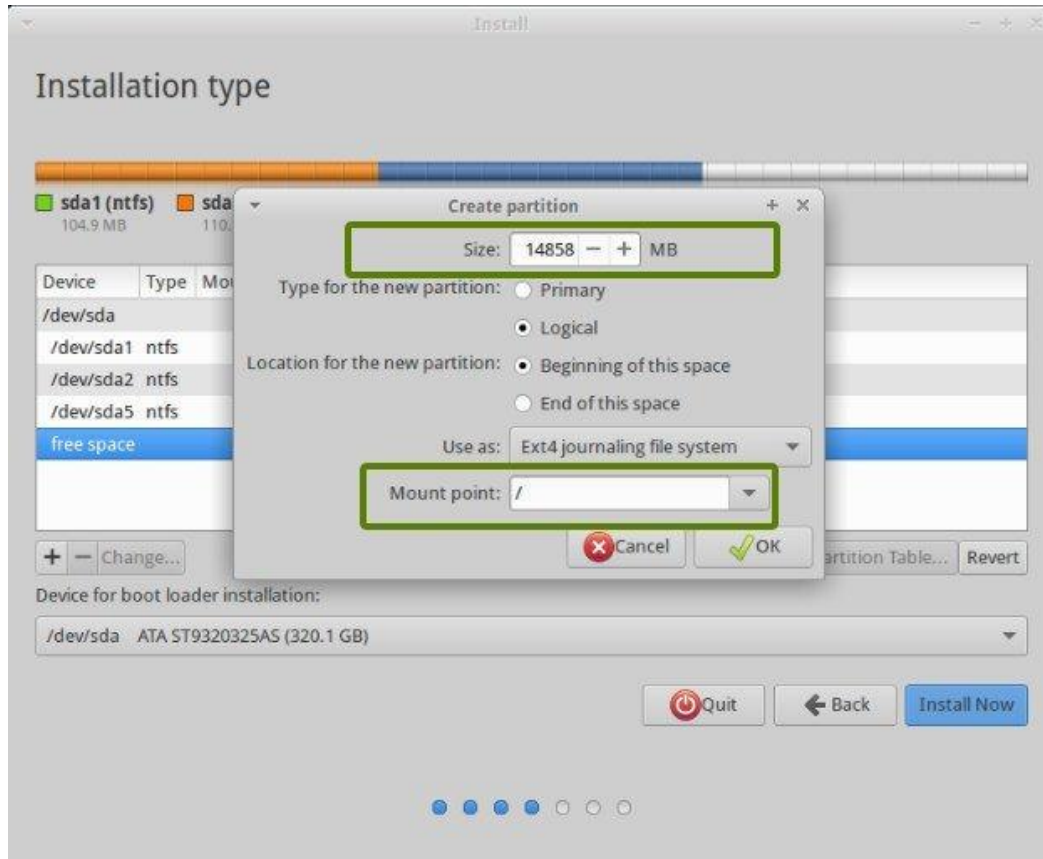 Install
Installation type
sda1 (ntfs) sda
104.9 MB 110.
Create partition
Size: 14858 — + MB
Type for the new partition: Primary
Logical
Location for the new partition: Beginning of this space
End of this space
Use as: Ext4 journaling file system
Mount point: /
Cancel OK
Device Type Mou
/dev/sda
/dev/sda1 ntfs
/dev/sda2 ntfs
/dev/sda5 ntfs
free space
+ — Change... artition Table... Revert
Device for boot loader installation:
/dev/sda ATA ST9320325AS (320.1 GB)
Quit Back Install Now